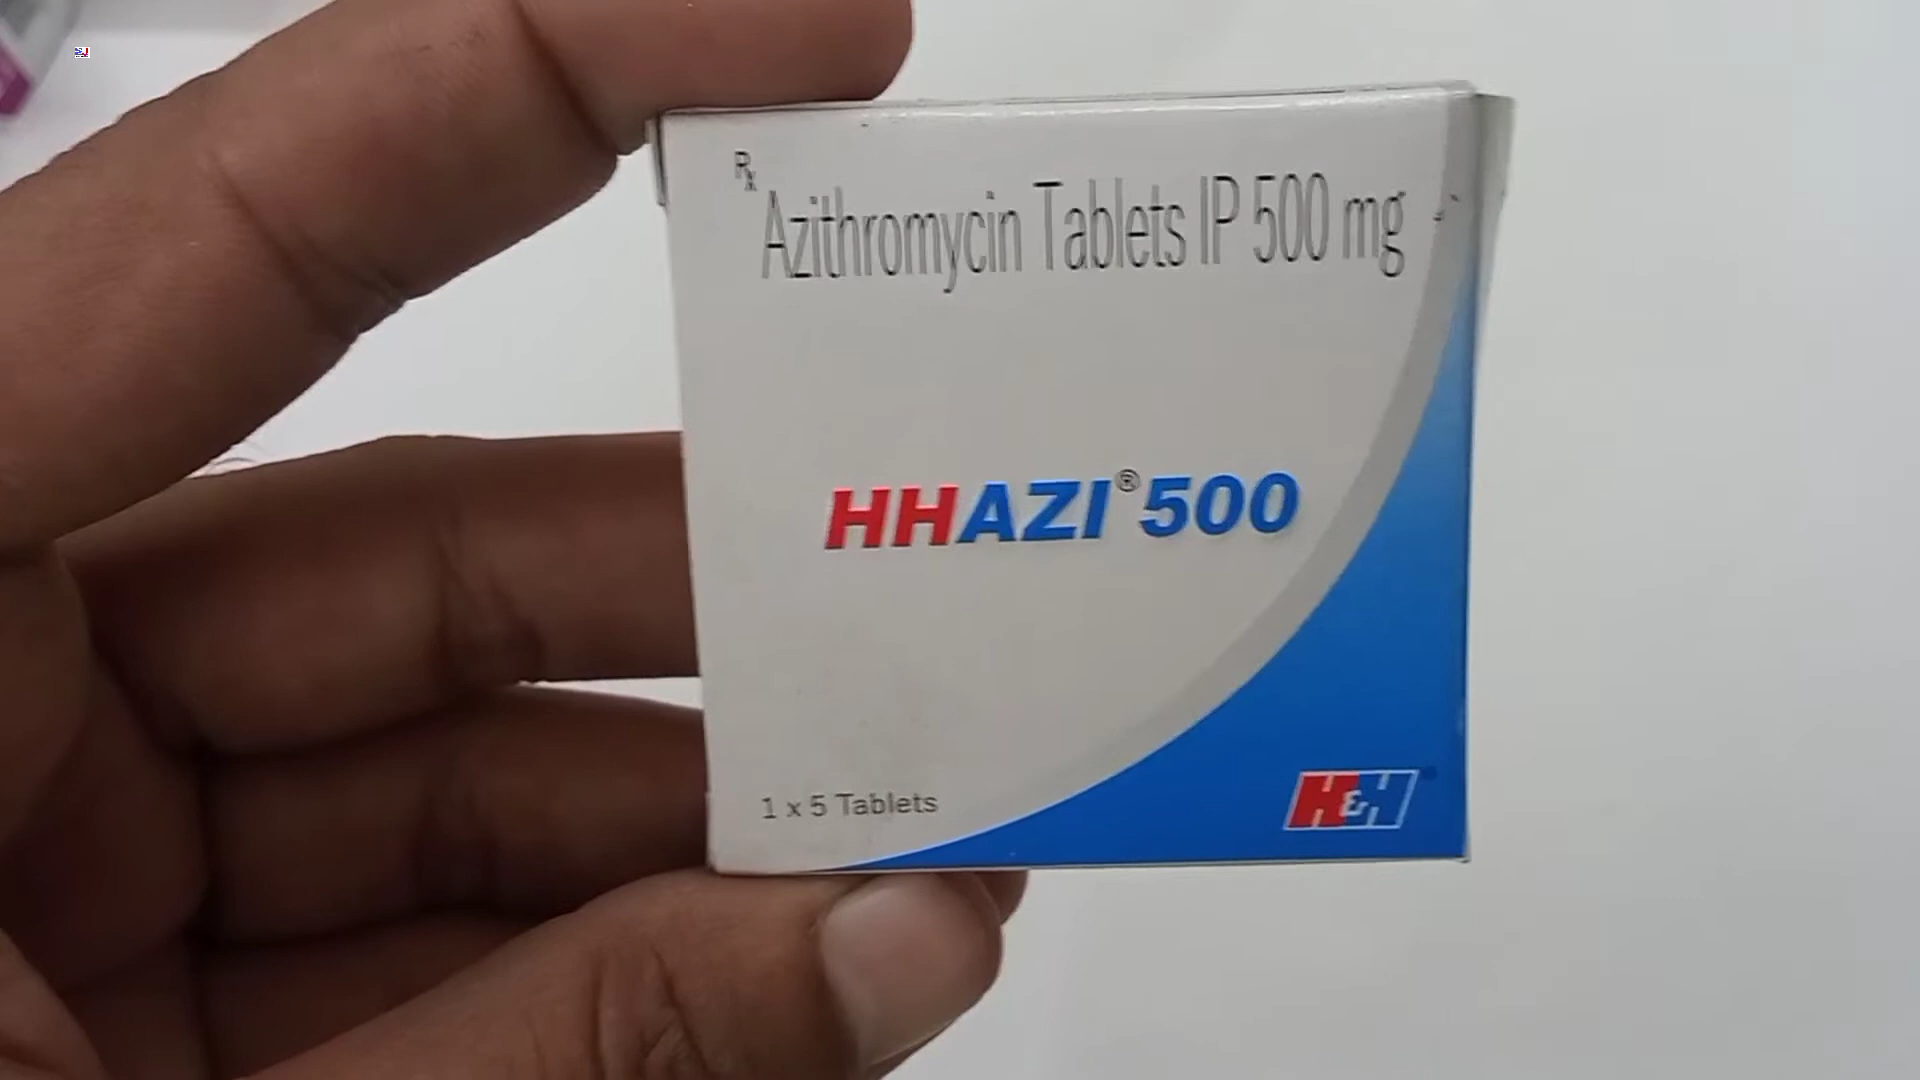 Rx
Azithromycin Tablets IP 500 mg
HHAZI® 500
1 x 5 Tablets
H&H